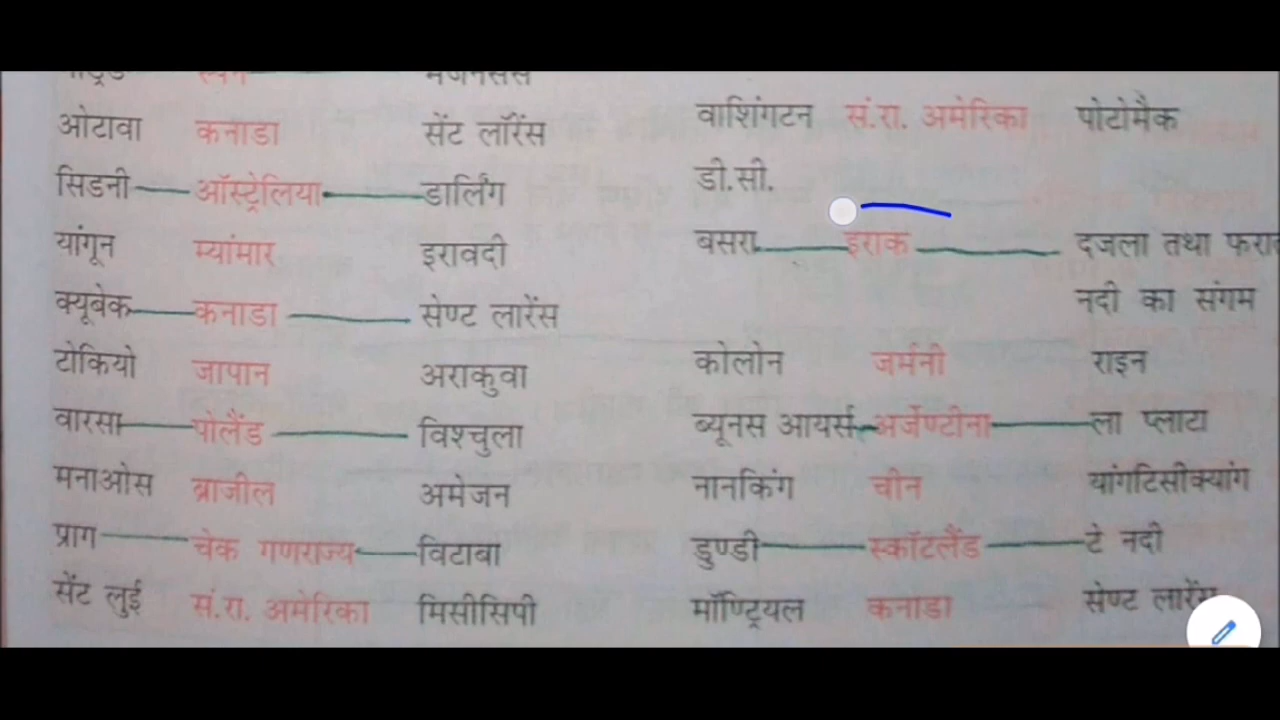 ओटावा कनाडा सेंट लॉरेंस
सिडनी ऑस्ट्रेलिया डार्लिंग
यांगून म्यांमार इरावदी
क्यूबेक कनाडा सेण्ट लारेंस
टोकियो जापान अराकुवा
वारसा पोलैंड विश्चुला
मनाओस ब्राजील अमेजन
प्राग चेक गणराज्य विटाबा
सेंट लुई सं.रा. अमेरिका मिसीसिपी
वाशिंगटन सं.रा. अमेरिका पोटोमैक
डी.सी.
बसरा इराक दजला तथा
नदी का संगम
कोलोन जर्मनी राइन
ब्यूनस आयर्स अर्जेण्टीना ला प्लाटा
नानकिंग चीन यांगटिसीक्यांग
डुण्डी स्कॉटलैंड टे नदी
मॉण्ट्रियल कनाडा सेण्ट लारेंस